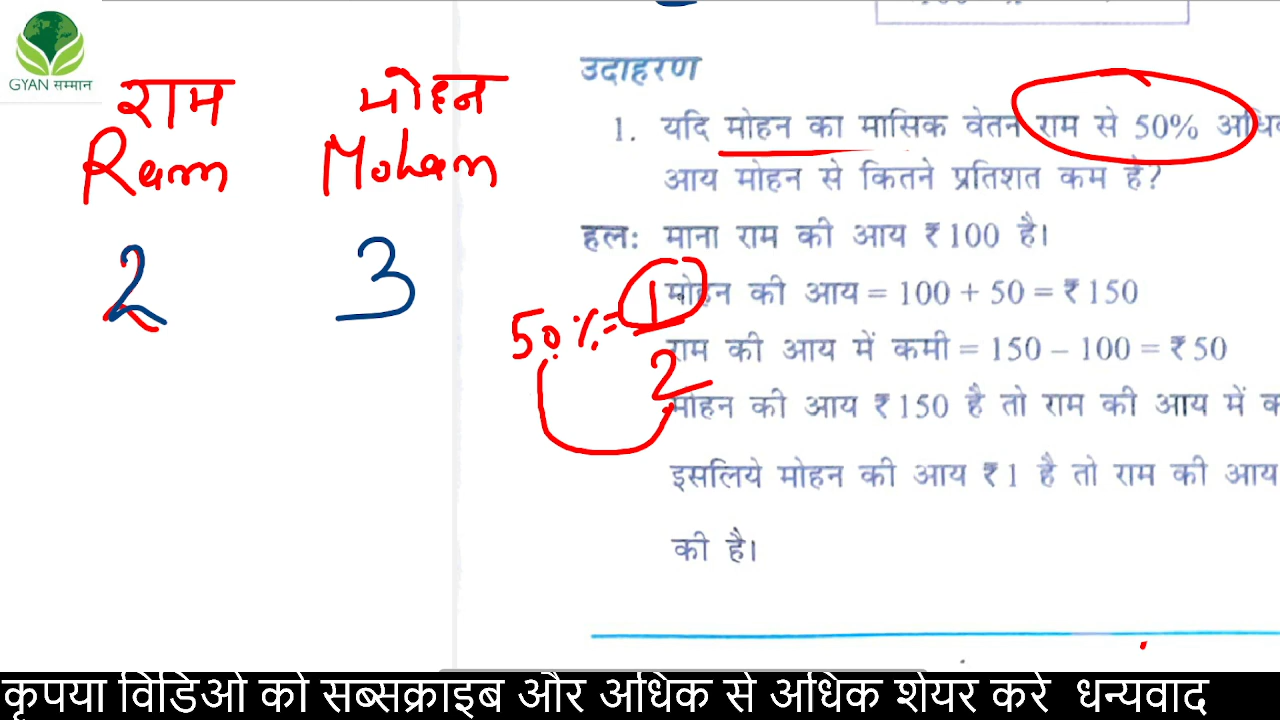 GYAN सम्मान
राम मोहन
Ram Mohan
2 3
50% = 1
2
उदाहरण
1. यदि मोहन का मासिक वेतन राम से 50%
आय मोहन से कितने प्रतिशत कम है?
हलः माना राम की आय ₹100 है।
मोहन की आय = 100 + 50 = ₹150
राम की आय में कमी = 150 – 100 = ₹50
मोहन की आय ₹150 है तो राम की आय में
इसलिये मोहन की आय ₹1 है तो राम की आय
की है।
कृपया विडिओ को सब्सक्राइब और अधिक से अधिक शेयर करे धन्यवाद